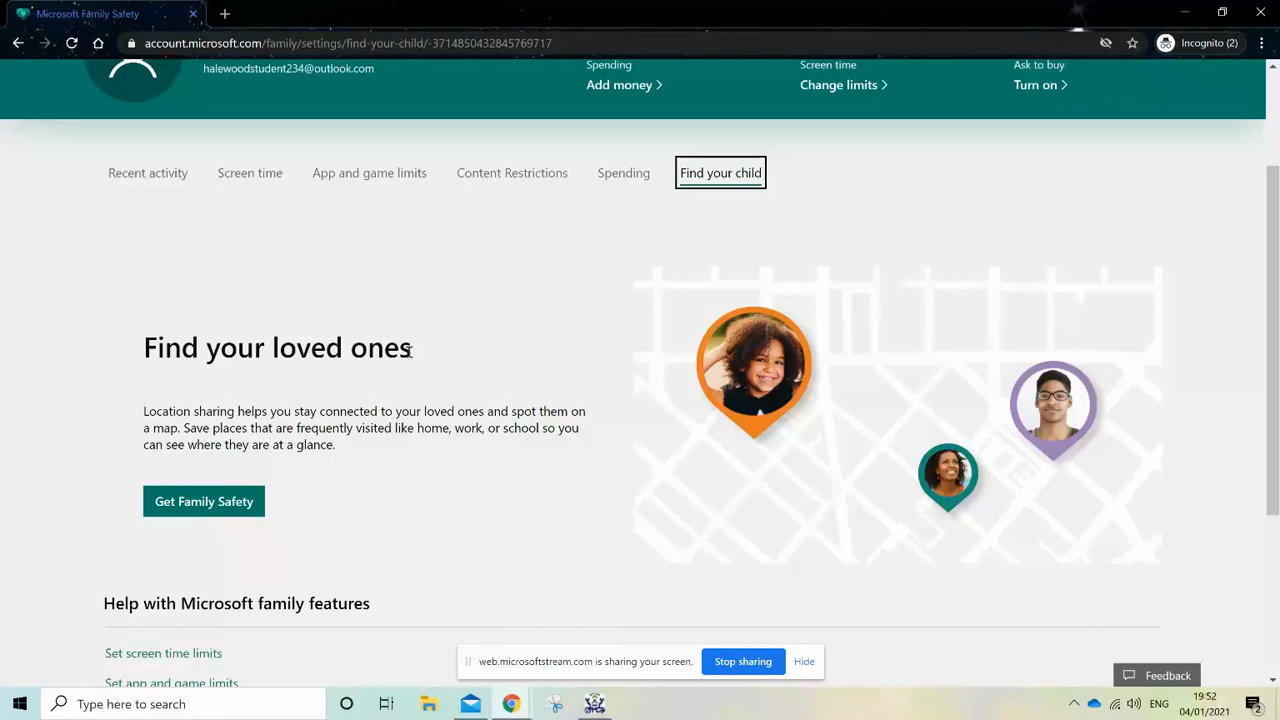 Microsoft Family Safety
account.microsoft.com/family/settings/find-your-child/-3714850432845769717
Incognito (2)
halewoodstudent234@outlook.com
Spending
Add money
Screen time
Change limits
Ask to buy
Turn on
Recent activity
Screen time
App and game limits
Content Restrictions
Spending
Find your child
Find your loved ones
Location sharing helps you stay connected to your loved ones and spot them on
a map. Save places that are frequently visited like home, work, or school so you
can see where they are at a glance.
Get Family Safety
Help with Microsoft family features
Set screen time limits
Set app and game limits
web.microsoftstream.com is sharing your screen.
Stop sharing
Hide
Feedback
Type here to search
ENG
19:52
04/01/2021
2